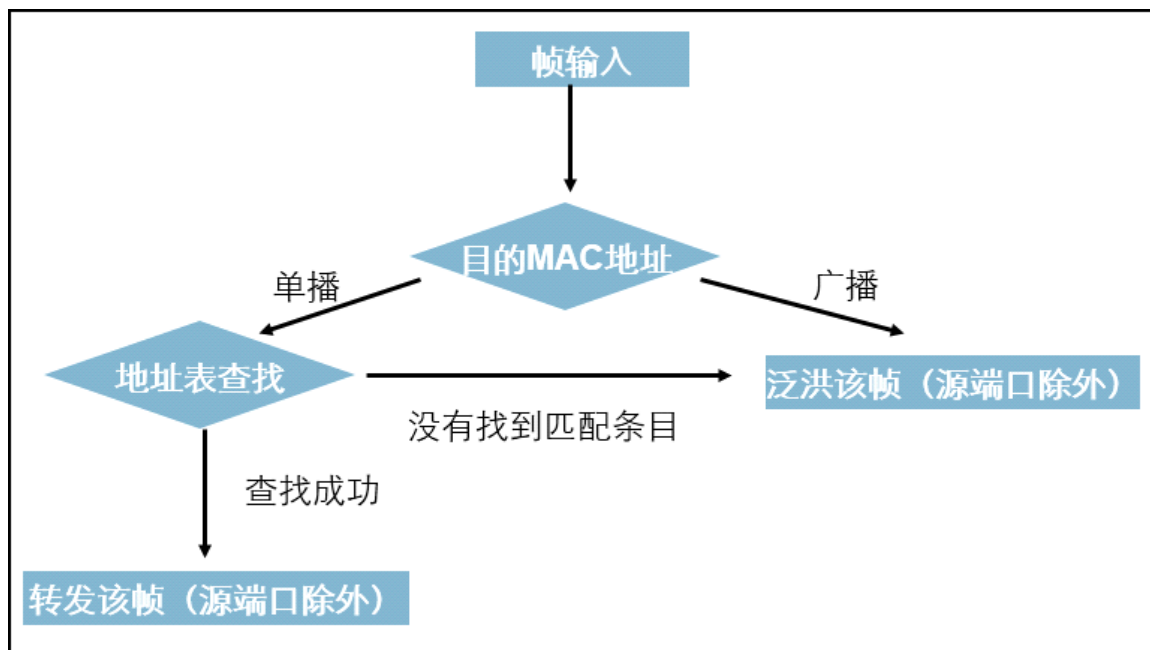 帧输入
目的MAC地址
单播
广播
地址表查找
泛洪该帧（源端口除外）
没有找到匹配条目
查找成功
转发该帧（源端口除外）